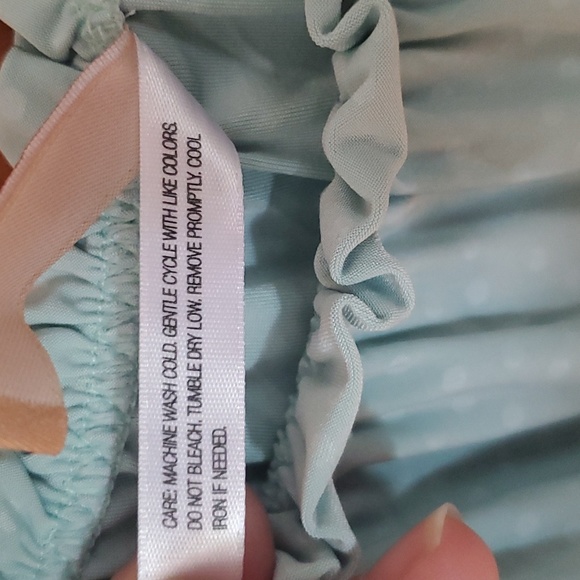 CARE: MACHINE WASH COLD. GENTLE CYCLE WITH LIKE COLORS.
DO NOT BLEACH. TUMBLE DRY LOW. REMOVE PROMPTLY. COOL
IRON IF NEEDED.